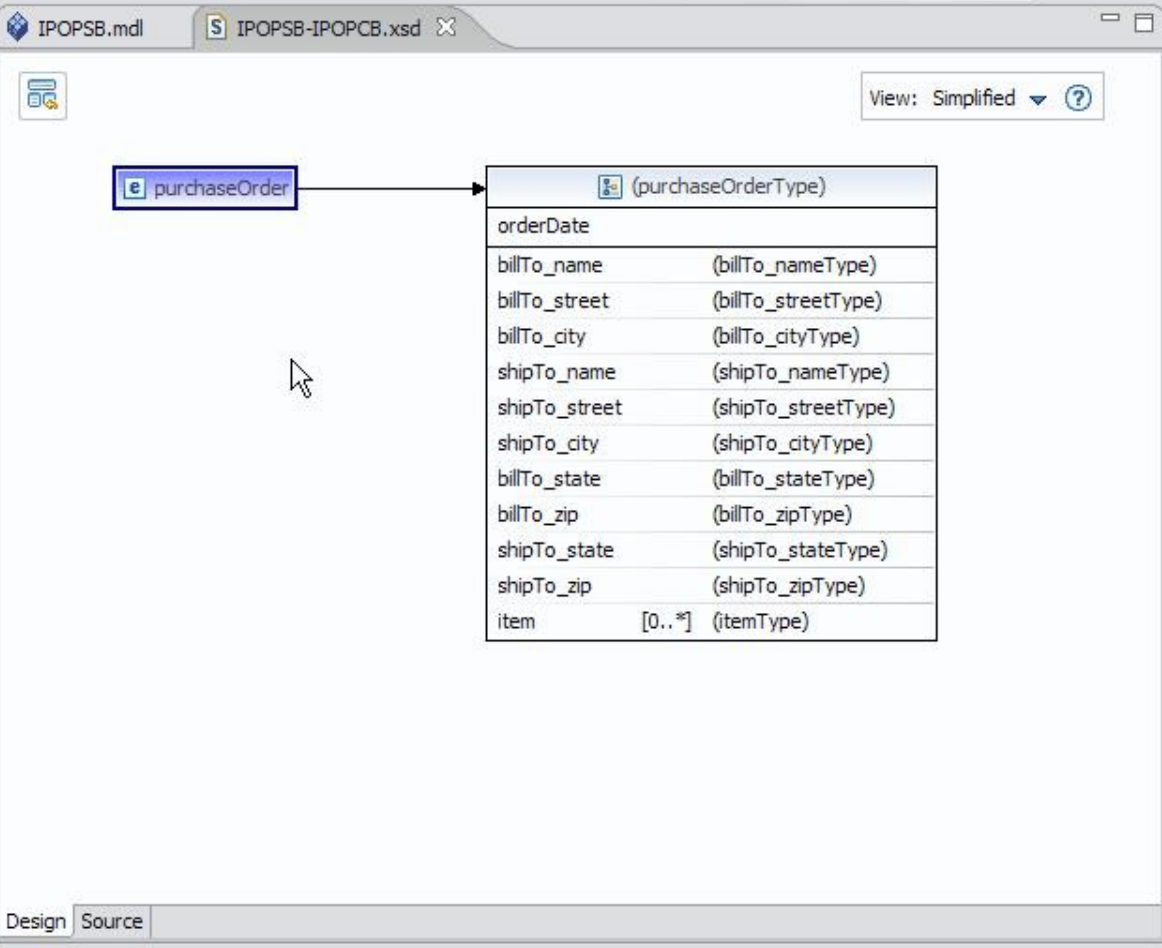 IPOPSB.mdl S IPOPSB-IPOPCB.xsd
View: Simplified ?
e purchaseOrder (purchaseOrderType)
orderDate
billTo_name (billTo_nameType)
billTo_street (billTo_streetType)
billTo_city (billTo_cityType)
shipTo_name (shipTo_nameType)
shipTo_street (shipTo_streetType)
shipTo_city (shipTo_cityType)
billTo_state (billTo_stateType)
billTo_zip (billTo_zipType)
shipTo_state (shipTo_stateType)
shipTo_zip (shipTo_zipType)
item [0..*] (itemType)
Design Source